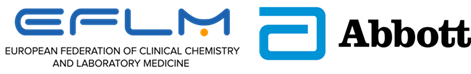 EFLM
EUROPEAN FEDERATION OF CLINICAL CHEMISTRY
AND LABORATORY MEDICINE
Abbott